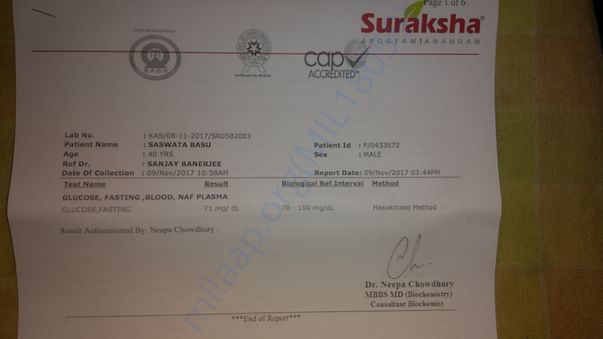 Page 1 of 6
Suraksha
AROGYAM|ANANDAM
NABH
CAP
ACCREDITED™
Lab No. : KAS/08-11-2017/SR0582003
Patient Name : SASWATA BASU Patient Id : P/0433572
Age : 40 YRS Sex : MALE
Ref Dr. : SANJAY BANERJEE
Date Of Collection : 09/Nov/2017 10:58AM Report Date: 09/Nov/2017 03:44PM
Test Name Result Biological Ref.Interval Method
GLUCOSE, FASTING ,BLOOD, NAF PLASMA
GLUCOSE,FASTING 71 mg/ dL 70 - 100 mg/dL Hexokinase Method
Result Authenticated By: Neepa Chowdhury .
Dr. Neepa Chowdhury
MBBS MD (Biochemistry)
Consultant Biochemist
***End of Report***